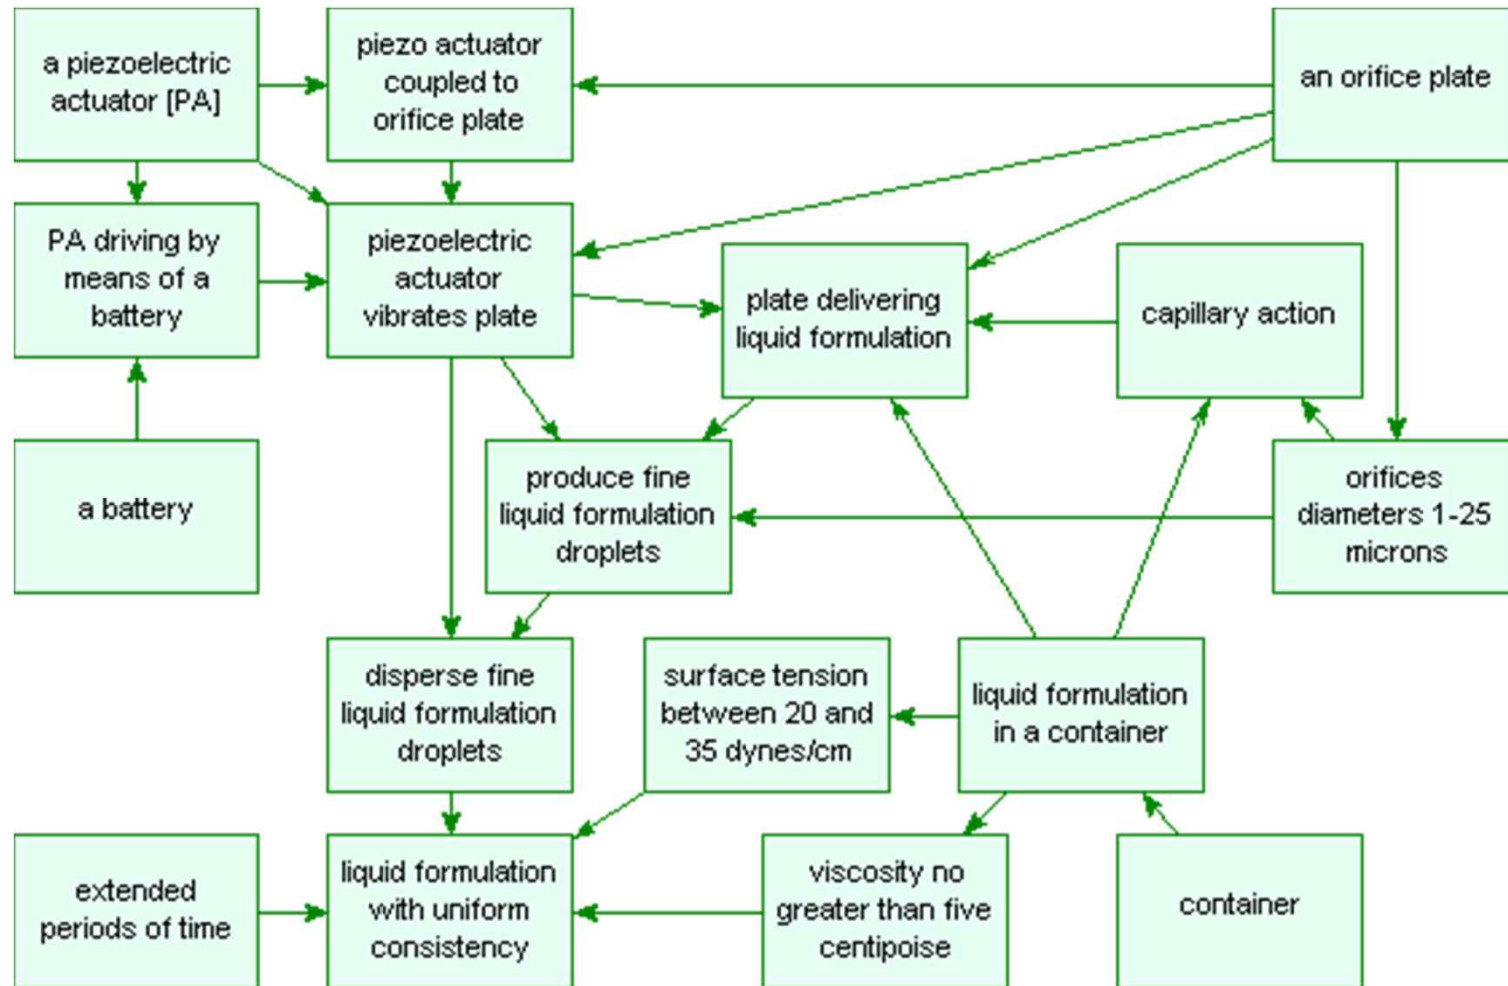 a piezoelectric
actuator [PA]
piezo actuator
coupled to
orifice plate
an orifice plate
PA driving by
means of a
battery
piezoelectric
actuator
vibrates plate
plate delivering
liquid formulation
capillary action
a battery
produce fine
liquid formulation
droplets
orifices
diameters 1-25
microns
disperse fine
liquid formulation
droplets
surface tension
between 20 and
35 dynes/cm
liquid formulation
in a container
extended
periods of time
liquid formulation
with uniform
consistency
viscosity no
greater than five
centipoise
container